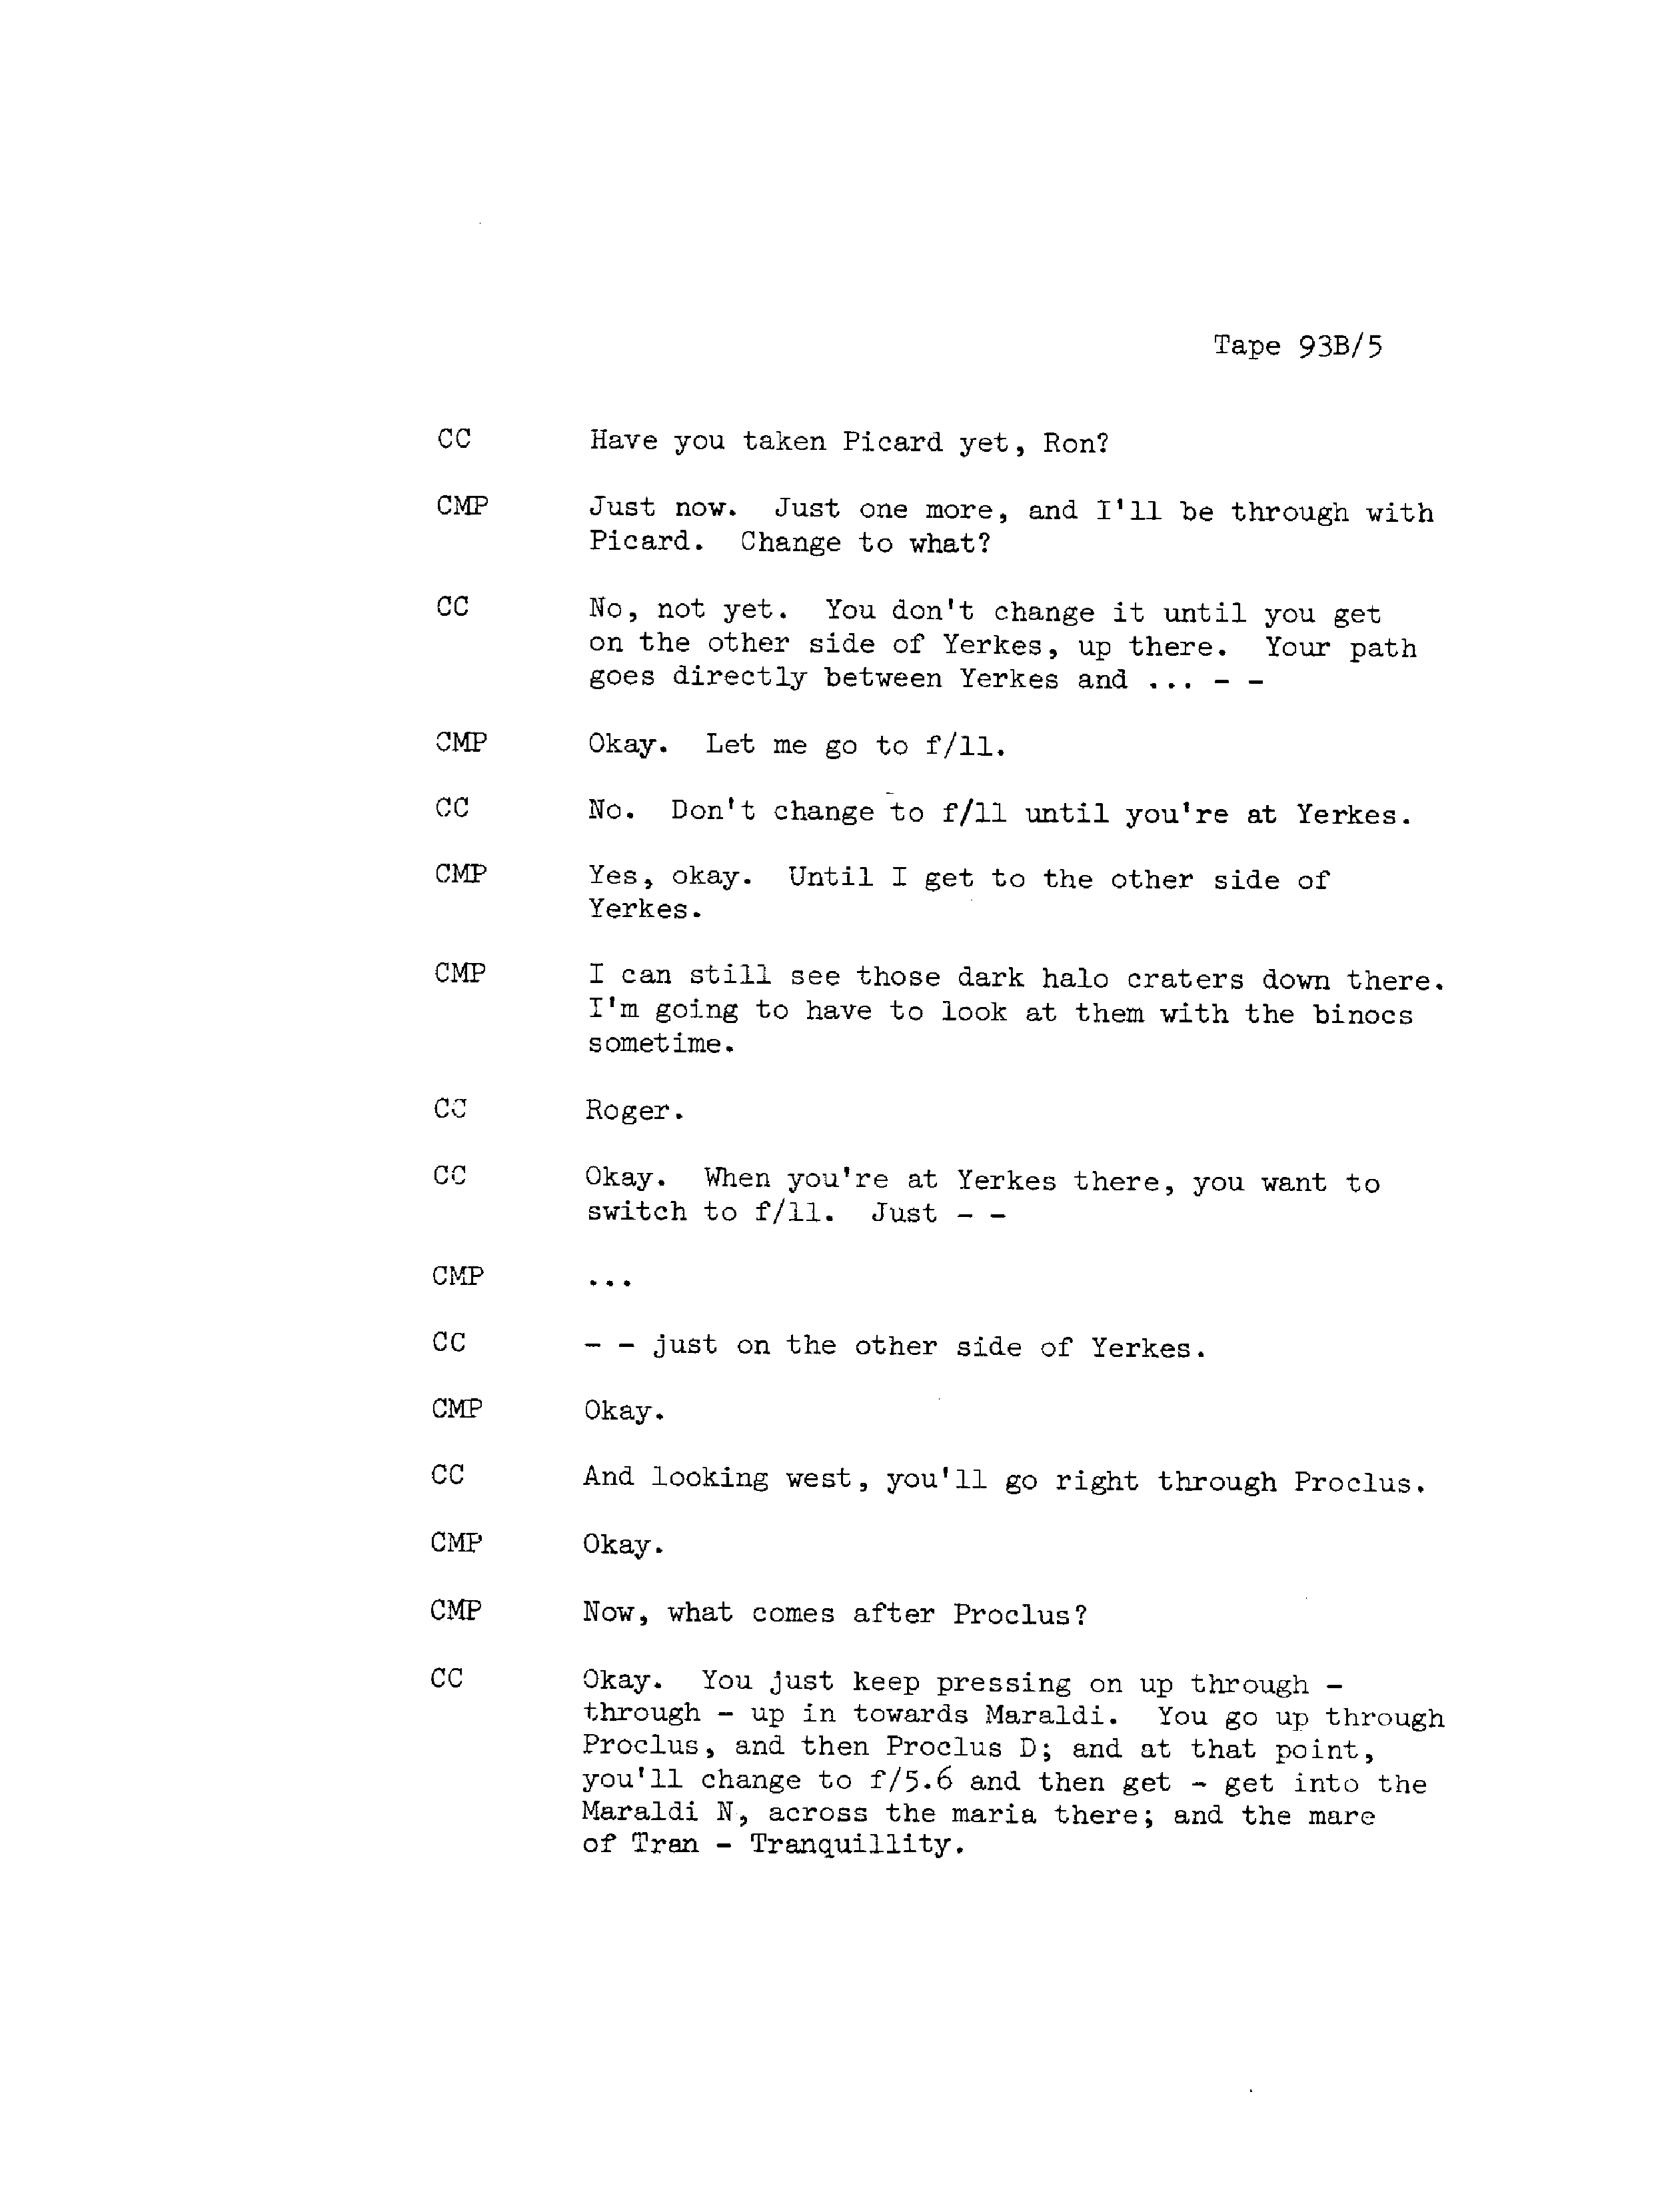 Tape 93B/5
CC Have you taken Picard yet, Ron?
CMP Just now. Just one more, and I'll be through with
Picard. Change to what?
CC No, not yet. You don't change it until you get
on the other side of Yerkes, up there. Your path
goes directly between Yerkes and ... - -
CMP Okay. Let me go to f/11.
CC No. Don't change to f/11 until you're at Yerkes.
CMP Yes, okay. Until I get to the other side of
Yerkes.
CMP I can still see those dark halo craters down there.
I'm going to have to look at them with the binocs
sometime.
CC Roger.
CC Okay. When you're at Yerkes there, you want to
switch to f/11. Just - -
CMP ...
CC - - just on the other side of Yerkes.
CMP Okay.
CC And looking west, you'll go right through Proclus.
CMP Okay.
CMP Now, what comes after Proclus?
CC Okay. You just keep pressing on up through -
through - up in towards Maraldi. You go up through
Proclus, and then Proclus D; and at that point,
you'll change to f/5.6 and then get - get into the
Maraldi N, across the maria there; and the mare
of Tran - Tranquillity.